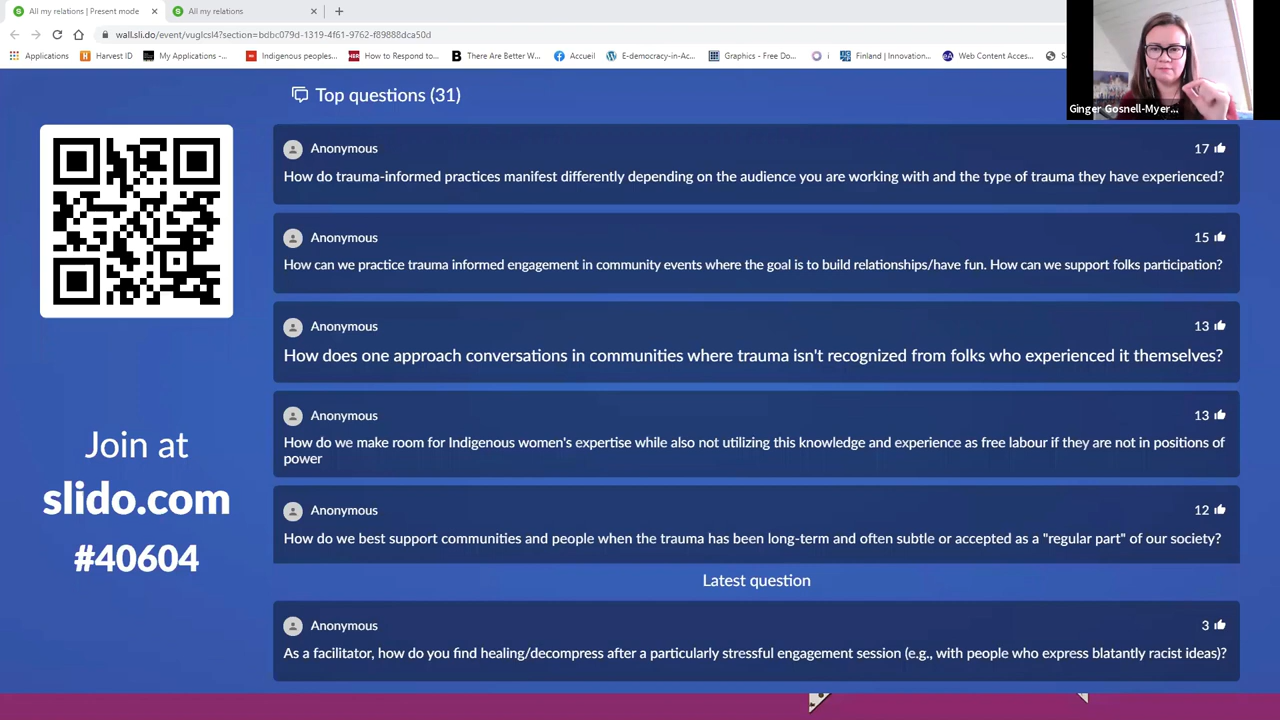 All my relations | Present mode
All my relations
wall.sli.do/event/vuglcsl4?section=bdbc079d-1319-4f61-9762-f89888dca50d
Applications
Harvest ID
My Applications -...
Indigenous peoples...
How to Respond to...
There Are Better W...
Accueil
E-democracy-in-Ac...
Graphics - Free Do...
i
Finland | Innovation...
Web Content Acces...
Ginger Gosnell-Myer...
Top questions (31)
Anonymous
17
How do trauma-informed practices manifest differently depending on the audience you are working with and the type of trauma they have experienced?
Anonymous
15
How can we practice trauma informed engagement in community events where the goal is to build relationships/have fun. How can we support folks participation?
Anonymous
13
How does one approach conversations in communities where trauma isn't recognized from folks who experienced it themselves?
Anonymous
13
How do we make room for Indigenous women's expertise while also not utilizing this knowledge and experience as free labour if they are not in positions of
power
Anonymous
12
How do we best support communities and people when the trauma has been long-term and often subtle or accepted as a "regular part" of our society?
Latest question
Anonymous
3
As a facilitator, how do you find healing/decompress after a particularly stressful engagement session (e.g., with people who express blatantly racist ideas)?
Join at
slido.com
#40604